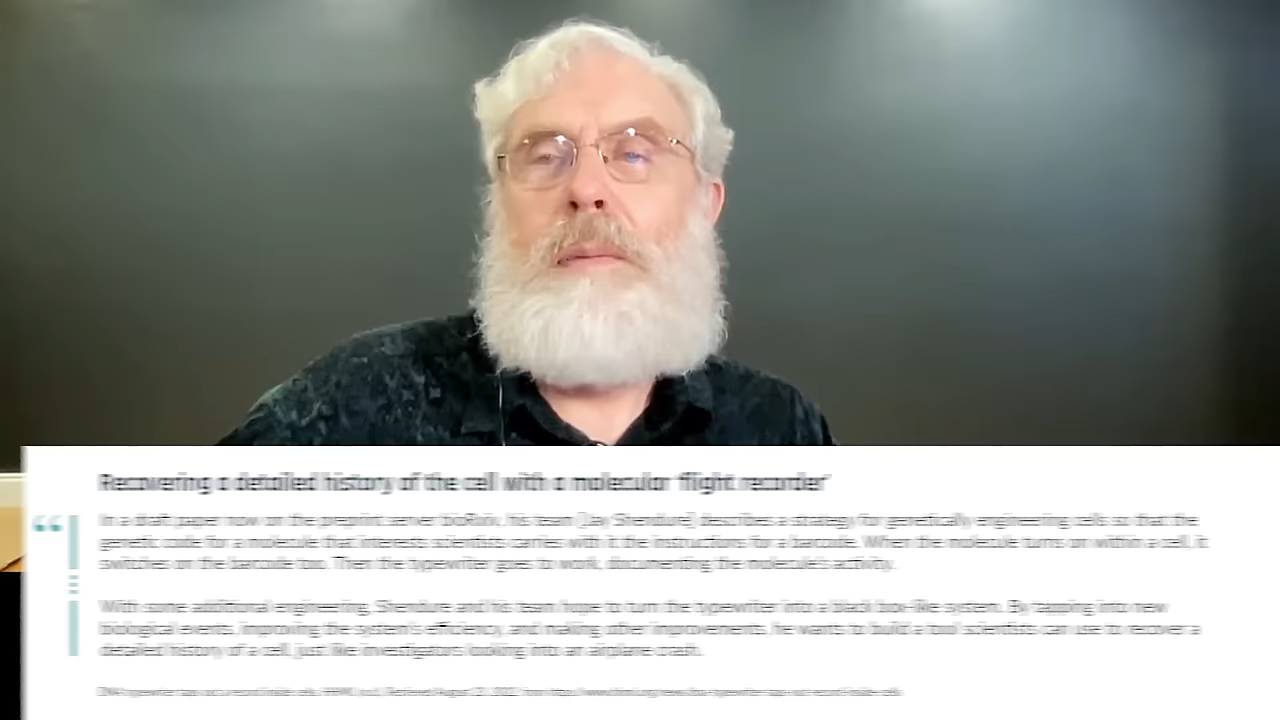 Recovering a detailed history of the cell with a molecular 'flight recorder'
“
In a draft paper now on the preprint server bioRxiv, his team [Jay Shendure] describes a strategy for genetically engineering cells so that the
genetic code for a molecule that interests scientists carries with it the instructions for a barcode. When the molecule turns on within a cell, it
switches on the barcode too. Then the typewriter goes to work, documenting the molecule's activity.
With some additional engineering, Shendure and his team hope to turn the typewriter into a black box-like system. By tapping into new
biological events, improving the system's efficiency, and making other improvements, he wants to build a tool scientists can use to recover a
detailed history of a cell, just like investigators looking into an airplane crash.